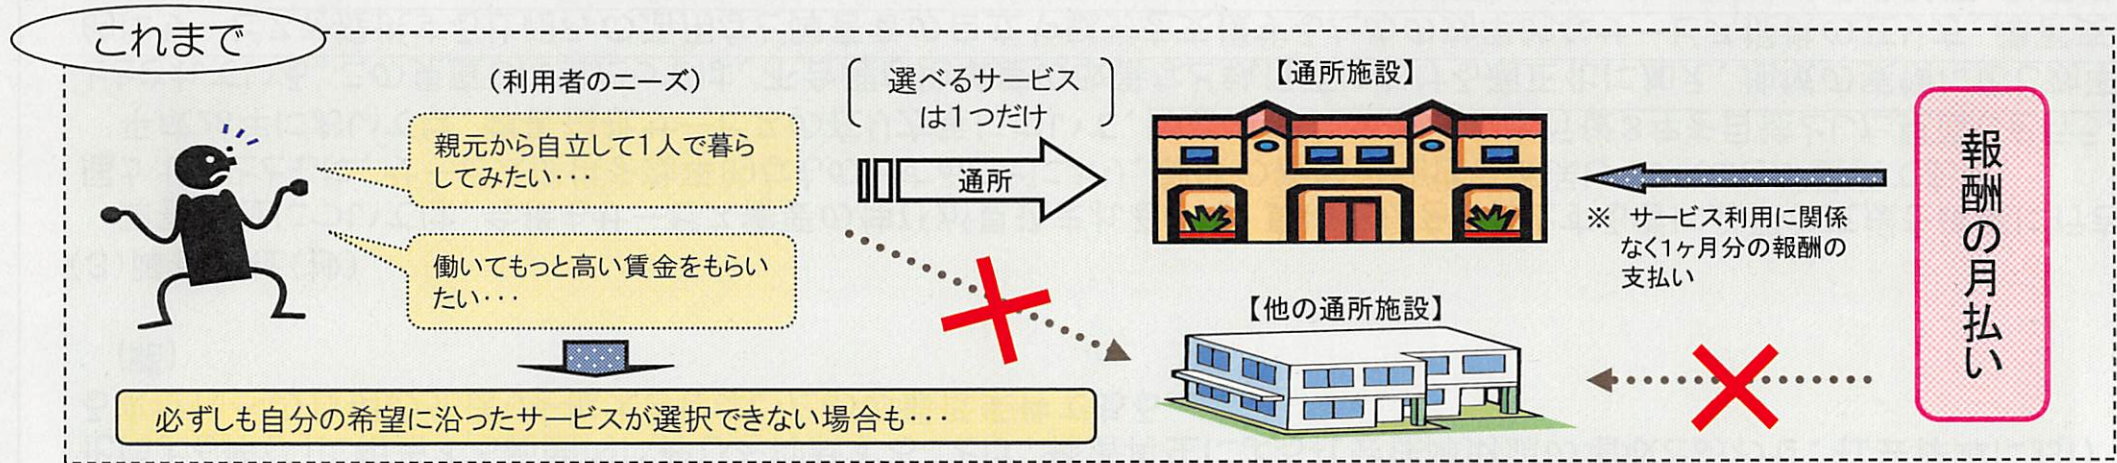 これまで
(利用者のニーズ)
親元から自立して1人で暮ら
してみたい・・・
働いてもっと高い賃金をもらい
たい・・・
必ずしも自分の希望に沿ったサービスが選択できない場合も・・・
選べるサービス
は1つだけ
通所
【通所施設】
【他の通所施設】
※ サービス利用に関係
なく1ヶ月分の報酬の
支払い
報酬の月払い